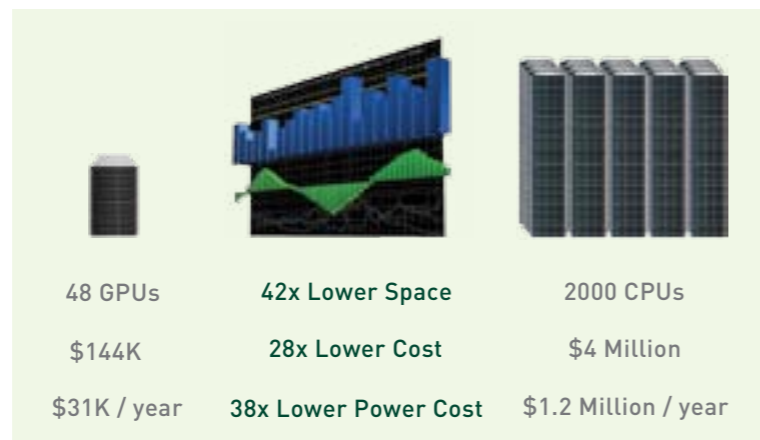 48 GPUs 42x Lower Space 2000 CPUs
$144K 28x Lower Cost $4 Million
$31K / year 38x Lower Power Cost $1.2 Million / year